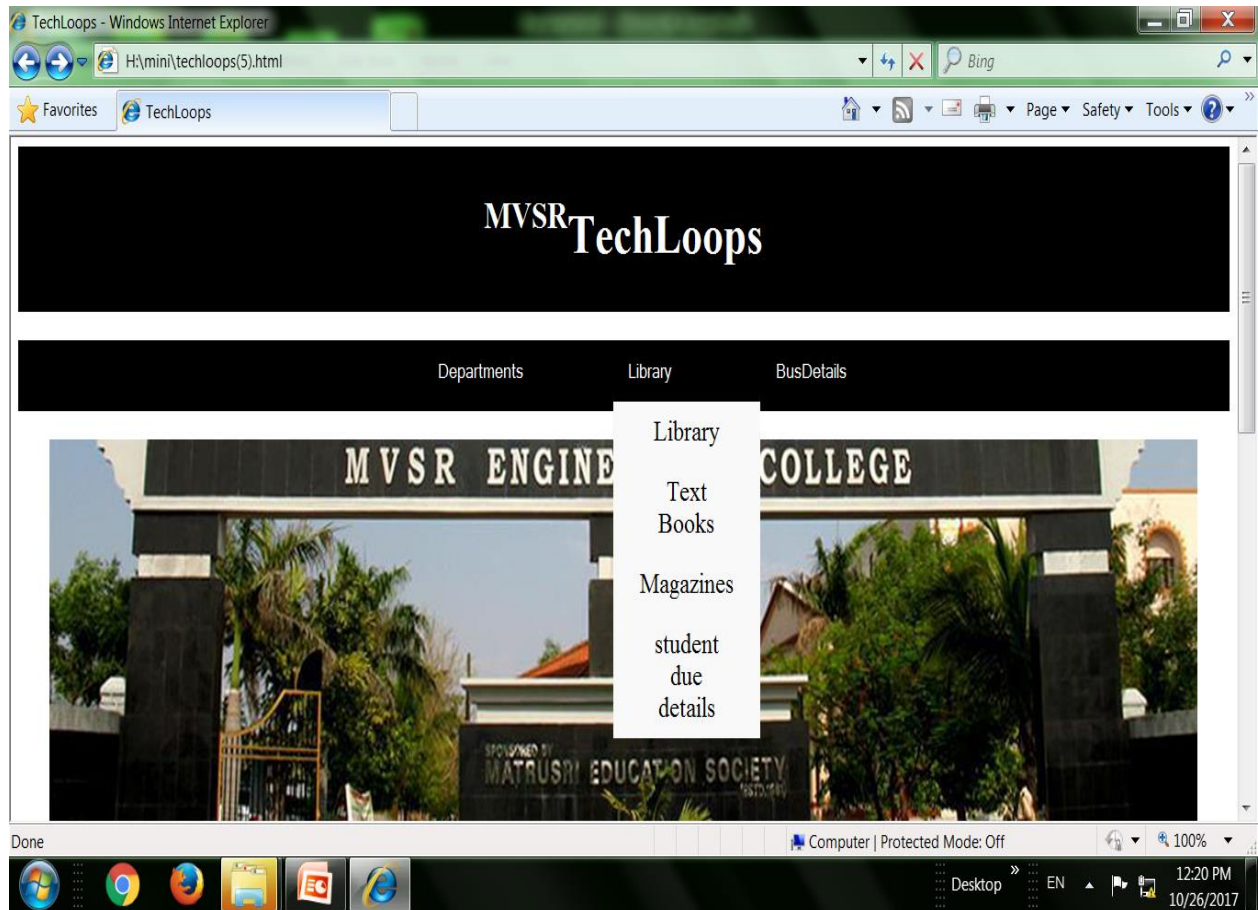 TechLoops - Windows Internet Explorer
H:\mini\techloops(5).html
Bing
Favorites
TechLoops
Page
Safety
Tools
MVSRTechLoops
Departments Library BusDetails
Library
Text
Books
Magazines
student
due
details
MVSR ENGINE COLLEGE
SPONSORED BY
MATRUSRI EDUCATION SOCIETY
Done
Computer | Protected Mode: Off
100%
Desktop
EN
12:20 PM
10/26/2017